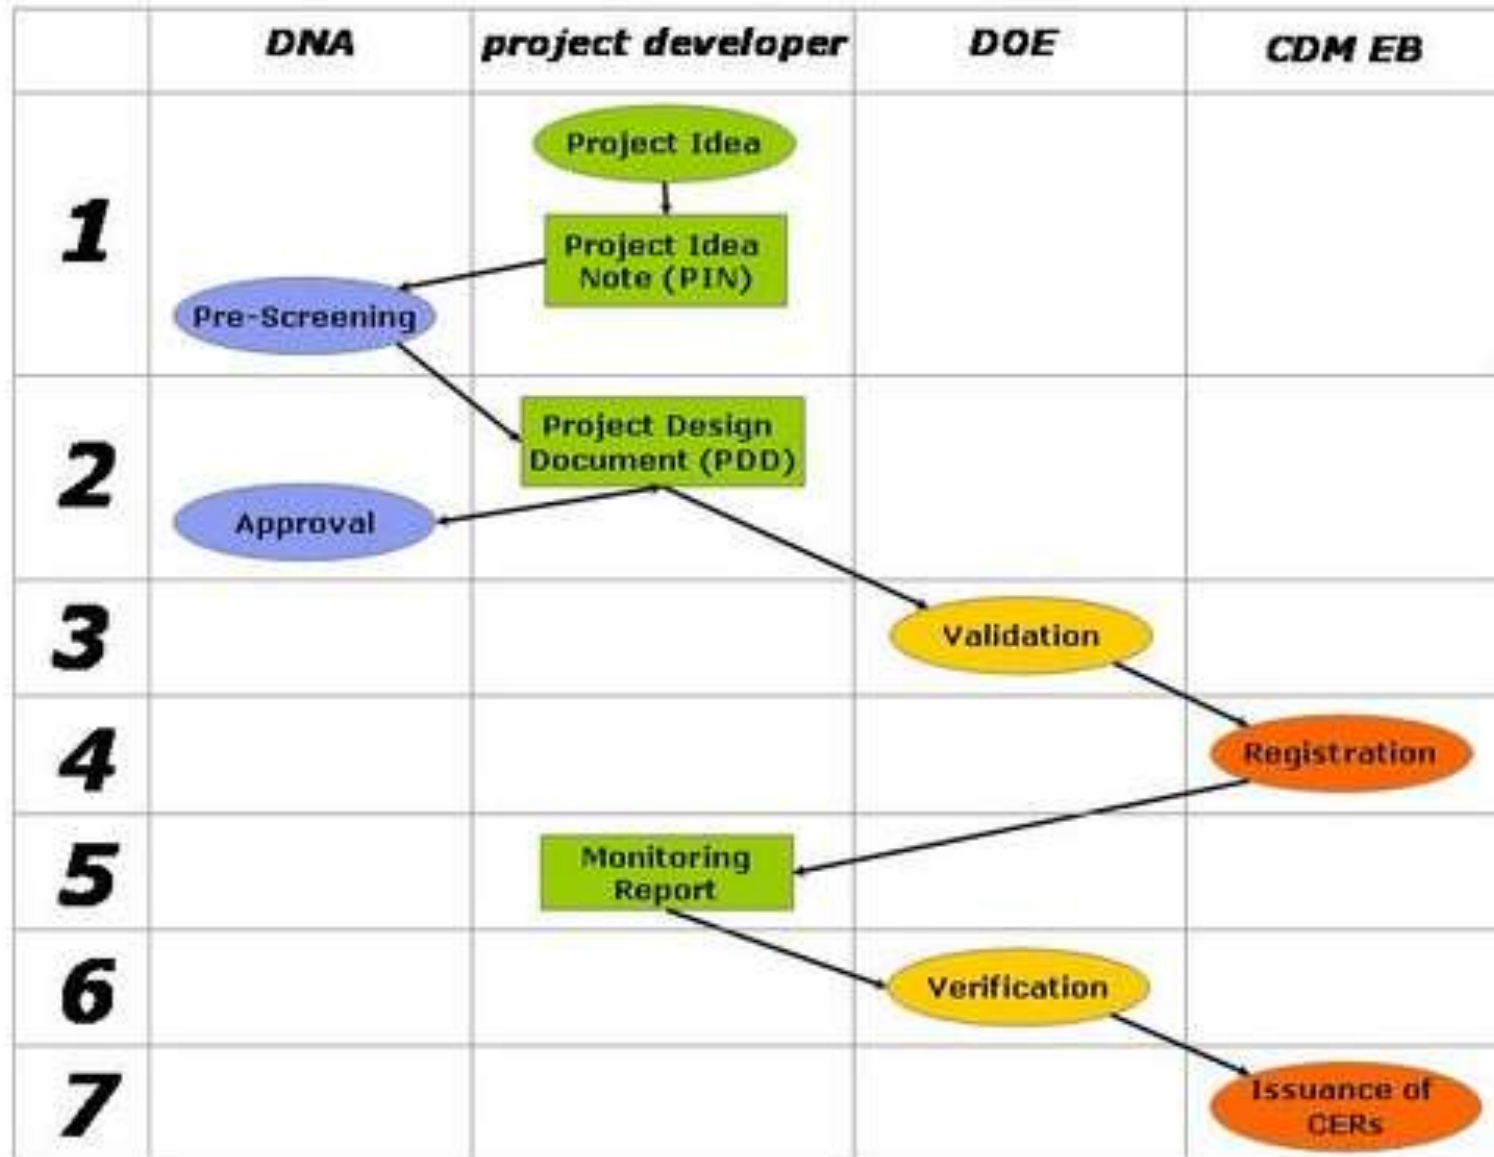 DNA project developer DOE CDM EB
1
Project Idea
Project Idea
Note (PIN)
Pre-Screening
2
Project Design
Document (PDD)
Approval
3
Validation
4
Registration
5
Monitoring
Report
6
Verification
7
Issuance of
CERs